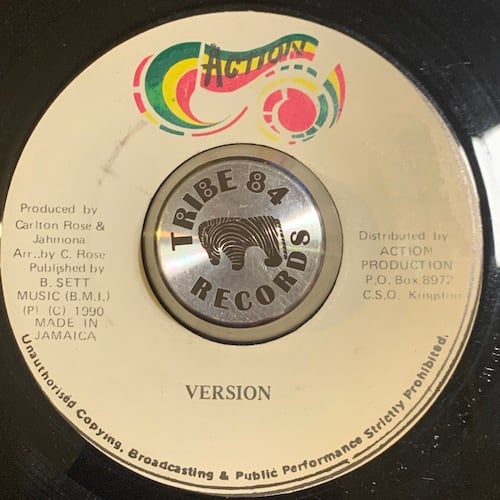 ACTION
TRIBE 84
RECORDS
Produced by
Carlton Rose &
Jahmona
Arr..by C. Rose
Published by
B. SETT
MUSIC (B.M.I.)
(P) (C) 1990
MADE IN
JAMAICA
Distributed by
ACTION
PRODUCTION
P.O. Box 8977
C.S.O. Kingston
VERSION
Unauthorised Copying, Broadcasting & Public Performance Strictly Prohibited.